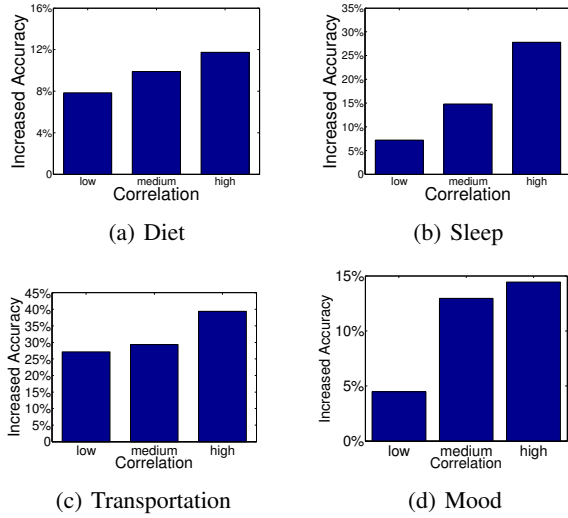 Increased Accuracy
16%
12%
8%
4%
0
low medium high
Correlation
(a) Diet
Increased Accuracy
35%
30%
25%
20%
15%
10%
5%
0
low medium high
Correlation
(b) Sleep
Increased Accuracy
45%
40%
35%
30%
25%
20%
15%
10%
5%
0
low medium high
Correlation
(c) Transportation
Increased Accuracy
15%
10%
5%
0%
low medium high
Correlation
(d) Mood